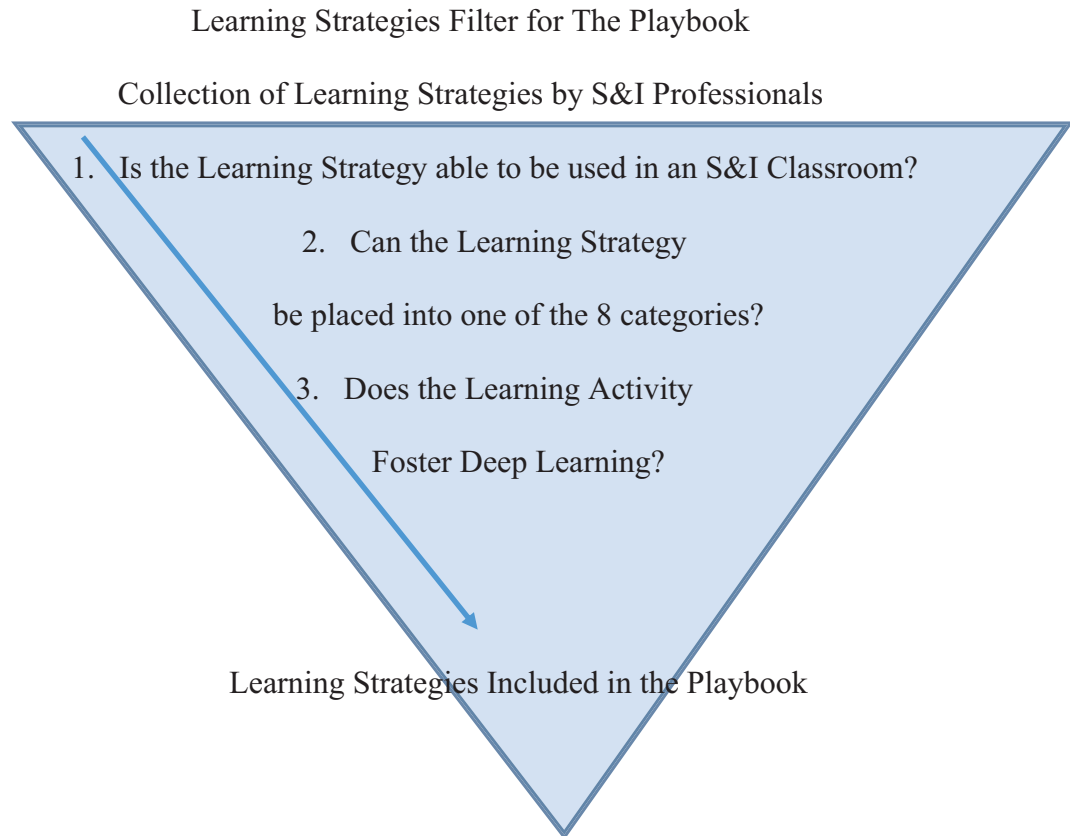 Learning Strategies Filter for The Playbook
Collection of Learning Strategies by S&I Professionals
1. Is the Learning Strategy able to be used in an S&I Classroom?
2. Can the Learning Strategy
be placed into one of the 8 categories?
3. Does the Learning Activity
Foster Deep Learning?
Learning Strategies Included in the Playbook